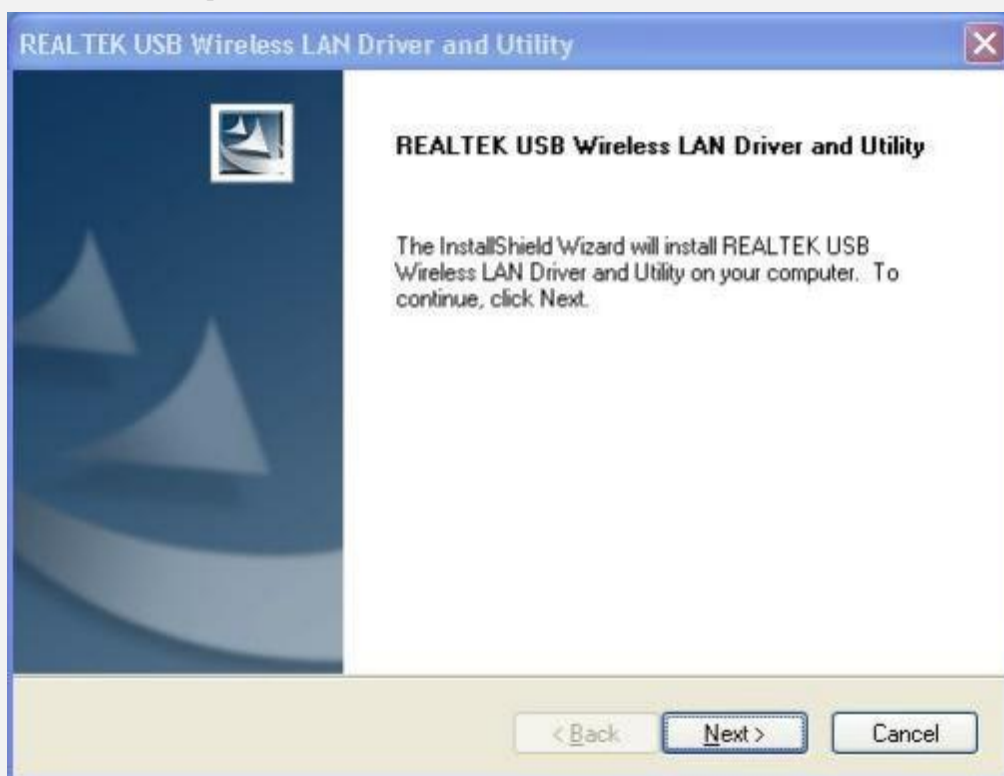 REALTEK USB Wireless LAN Driver and Utility
REALTEK USB Wireless LAN Driver and Utility
The InstallShield Wizard will install REALTEK USB
Wireless LAN Driver and Utility on your computer. To
continue, click Next.
< Back Next > Cancel